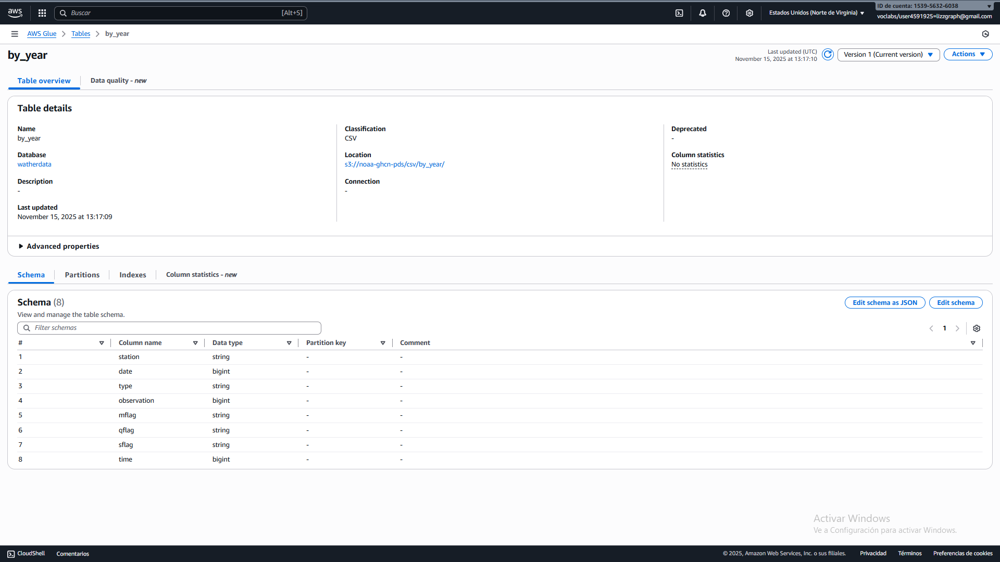 aws
Buscar [Alt+S]
Estados Unidos (Norte de Virginia)
ID de cuenta: 1539-5632-6038
voclabs/user4591925=lizzgraph@gmail.com
AWS Glue > Tables > by_year
by_year
Last updated (UTC)
November 15, 2025 at 13:17:10
Version 1 (Current version)
Actions
Table overview
Data quality - new
Table details
Name
by_year
Database
watherdata
Description
-
Last updated
November 15, 2025 at 13:17:09
Classification
CSV
Location
s3://noaa-ghcn-pds/csv/by_year/
Connection
-
Deprecated
-
Column statistics
No statistics
Advanced properties
Schema
Partitions
Indexes
Column statistics - new
Schema (8)
Edit schema as JSON
Edit schema
View and manage the table schema.
Filter schemas
1
# Column name Data type Partition key Comment
1 station string - -
2 date bigint - -
3 type string - -
4 observation bigint - -
5 mflag string - -
6 qflag string - -
7 sflag string - -
8 time bigint - -
Activar Windows
Ve a Configuración para activar Windows.
CloudShell
Comentarios
© 2025, Amazon Web Services, Inc. o sus filiales.
Privacidad
Términos
Preferencias de cookies